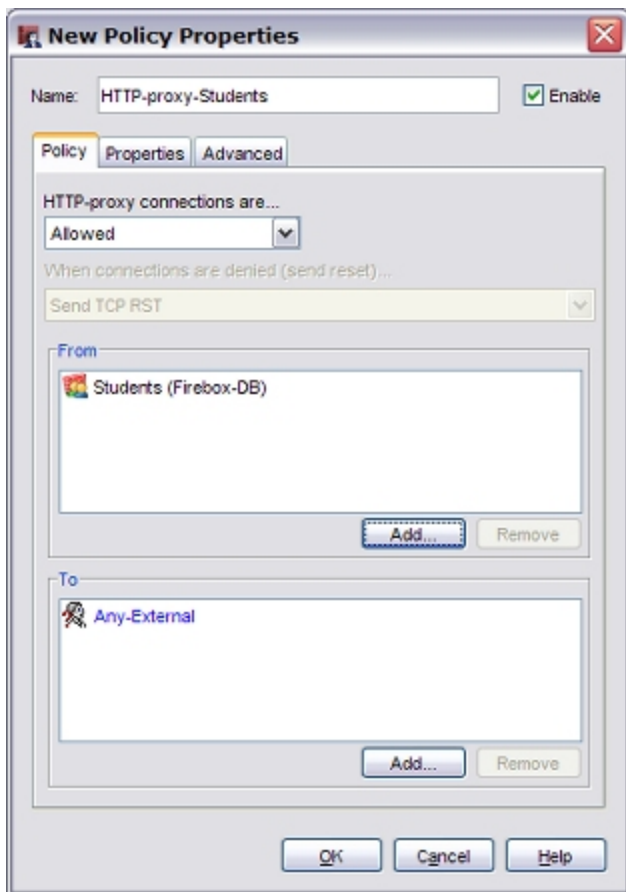 New Policy Properties
Name: HTTP-proxy-Students Enable
Policy Properties Advanced
HTTP-proxy connections are...
Allowed
When connections are denied (send reset)...
Send TCP RST
From
Students (Firebox-DB)
Add... Remove
To
Any-External
Add... Remove
OK Cancel Help